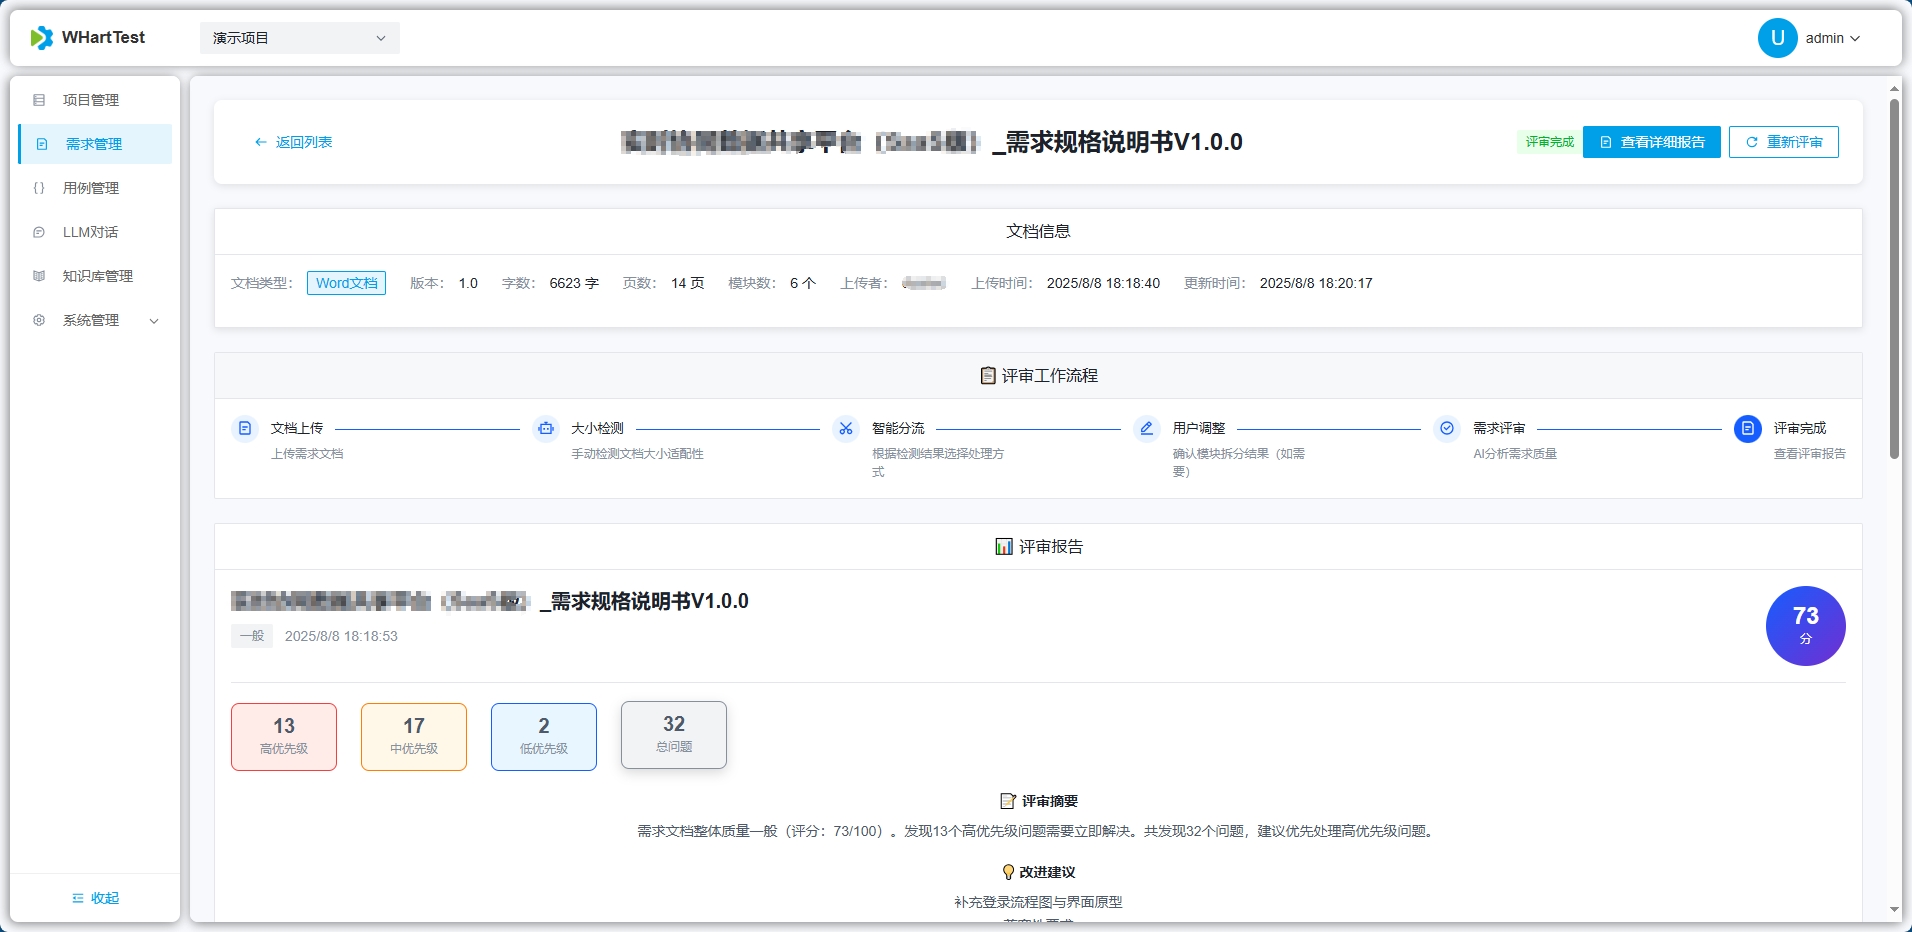 WHartTest
演示项目
U
admin
项目管理
需求管理
用例管理
LLM对话
知识库管理
系统管理
收起
返回列表
_需求规格说明书V1.0.0
评审完成
查看详细报告
重新评审
文档信息
文档类型： Word文档 版本： 1.0 字数： 6623 字 页数： 14 页 模块数： 6 个 上传者： 上传时间： 2025/8/8 18:18:40 更新时间： 2025/8/8 18:20:17
评审工作流程
文档上传
上传需求文档
大小检测
手动检测文档大小适配性
智能分流
根据检测结果选择处理方
式
用户调整
确认模块拆分结果（如需
要）
需求评审
AI分析需求质量
评审完成
查看评审报告
评审报告
_需求规格说明书V1.0.0
一般 2025/8/8 18:18:53
73
分
13
高优先级
17
中优先级
2
低优先级
32
总问题
评审摘要
需求文档整体质量一般（评分：73/100）。发现13个高优先级问题需要立即解决。共发现32个问题，建议优先处理高优先级问题。
改进建议
补充登录流程图与界面原型